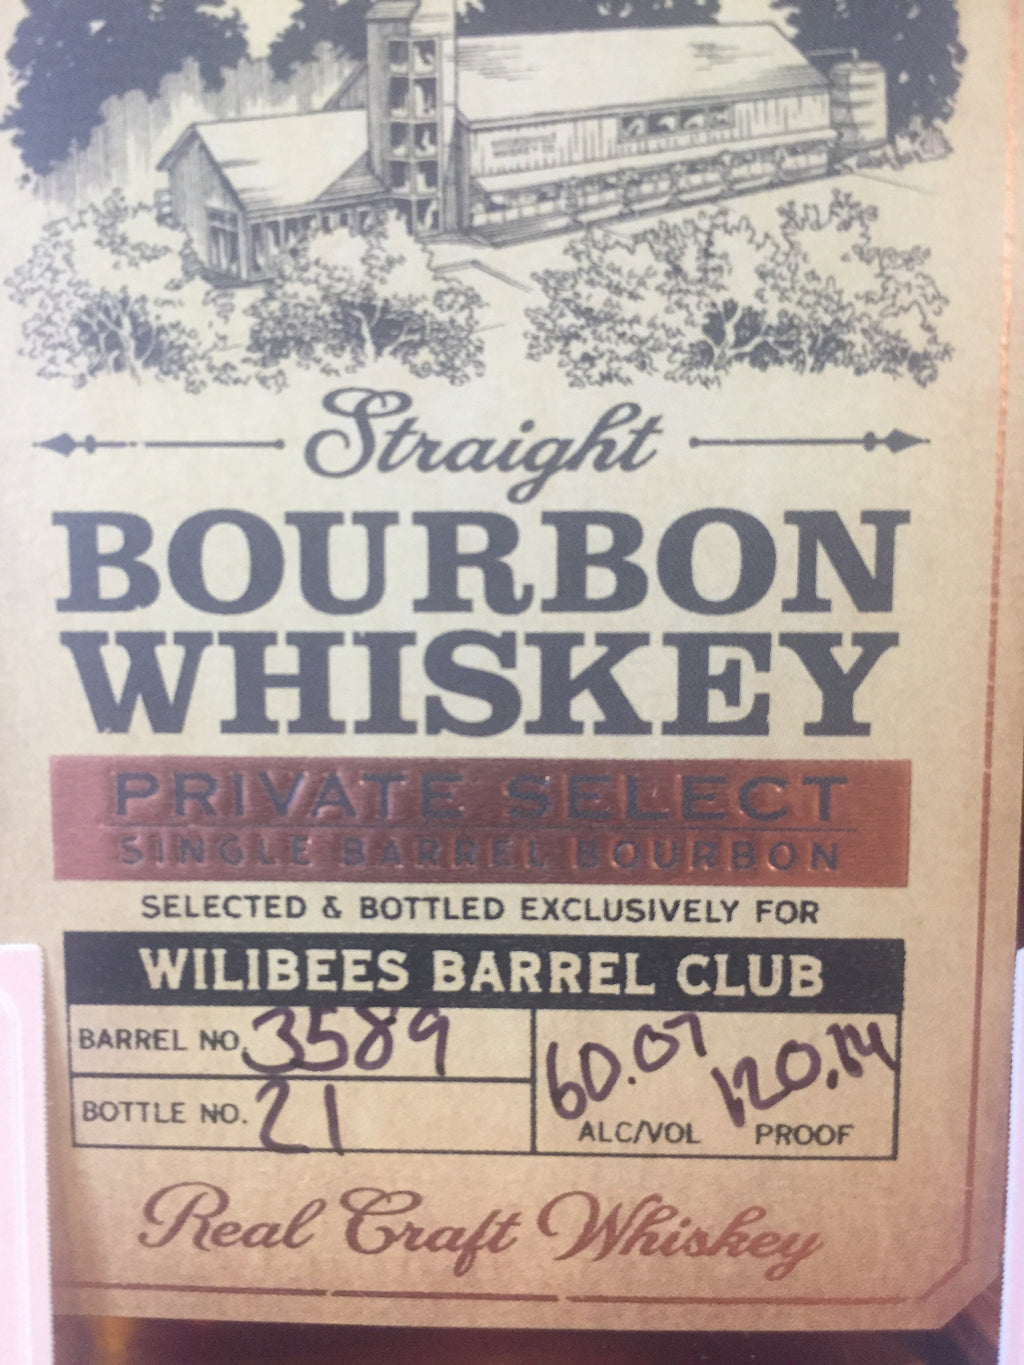 Straight
BOURBON
WHISKEY
PRIVATE SELECT
SINGLE BARREL BOURBON
SELECTED & BOTTLED EXCLUSIVELY FOR
WILIBEES BARREL CLUB
BARREL NO. 3589
BOTTLE NO. 21
60.07 ALC/VOL
120.14 PROOF
Real Craft Whiskey